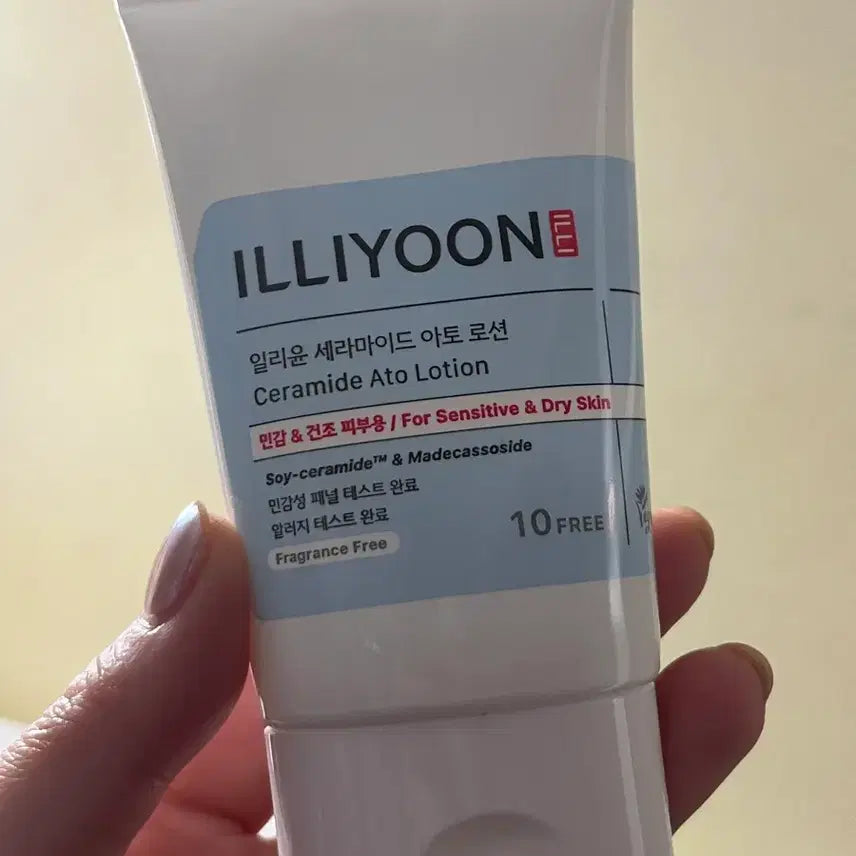 ILLIYOON ILLI
일리윤 세라마이드 아토 로션
Ceramide Ato Lotion
민감 & 건조 피부용 / For Sensitive & Dry Skin
Soy-ceramide™ & Madecassoside
민감성 패널 테스트 완료
알러지 테스트 완료
Fragrance Free
10 FREE